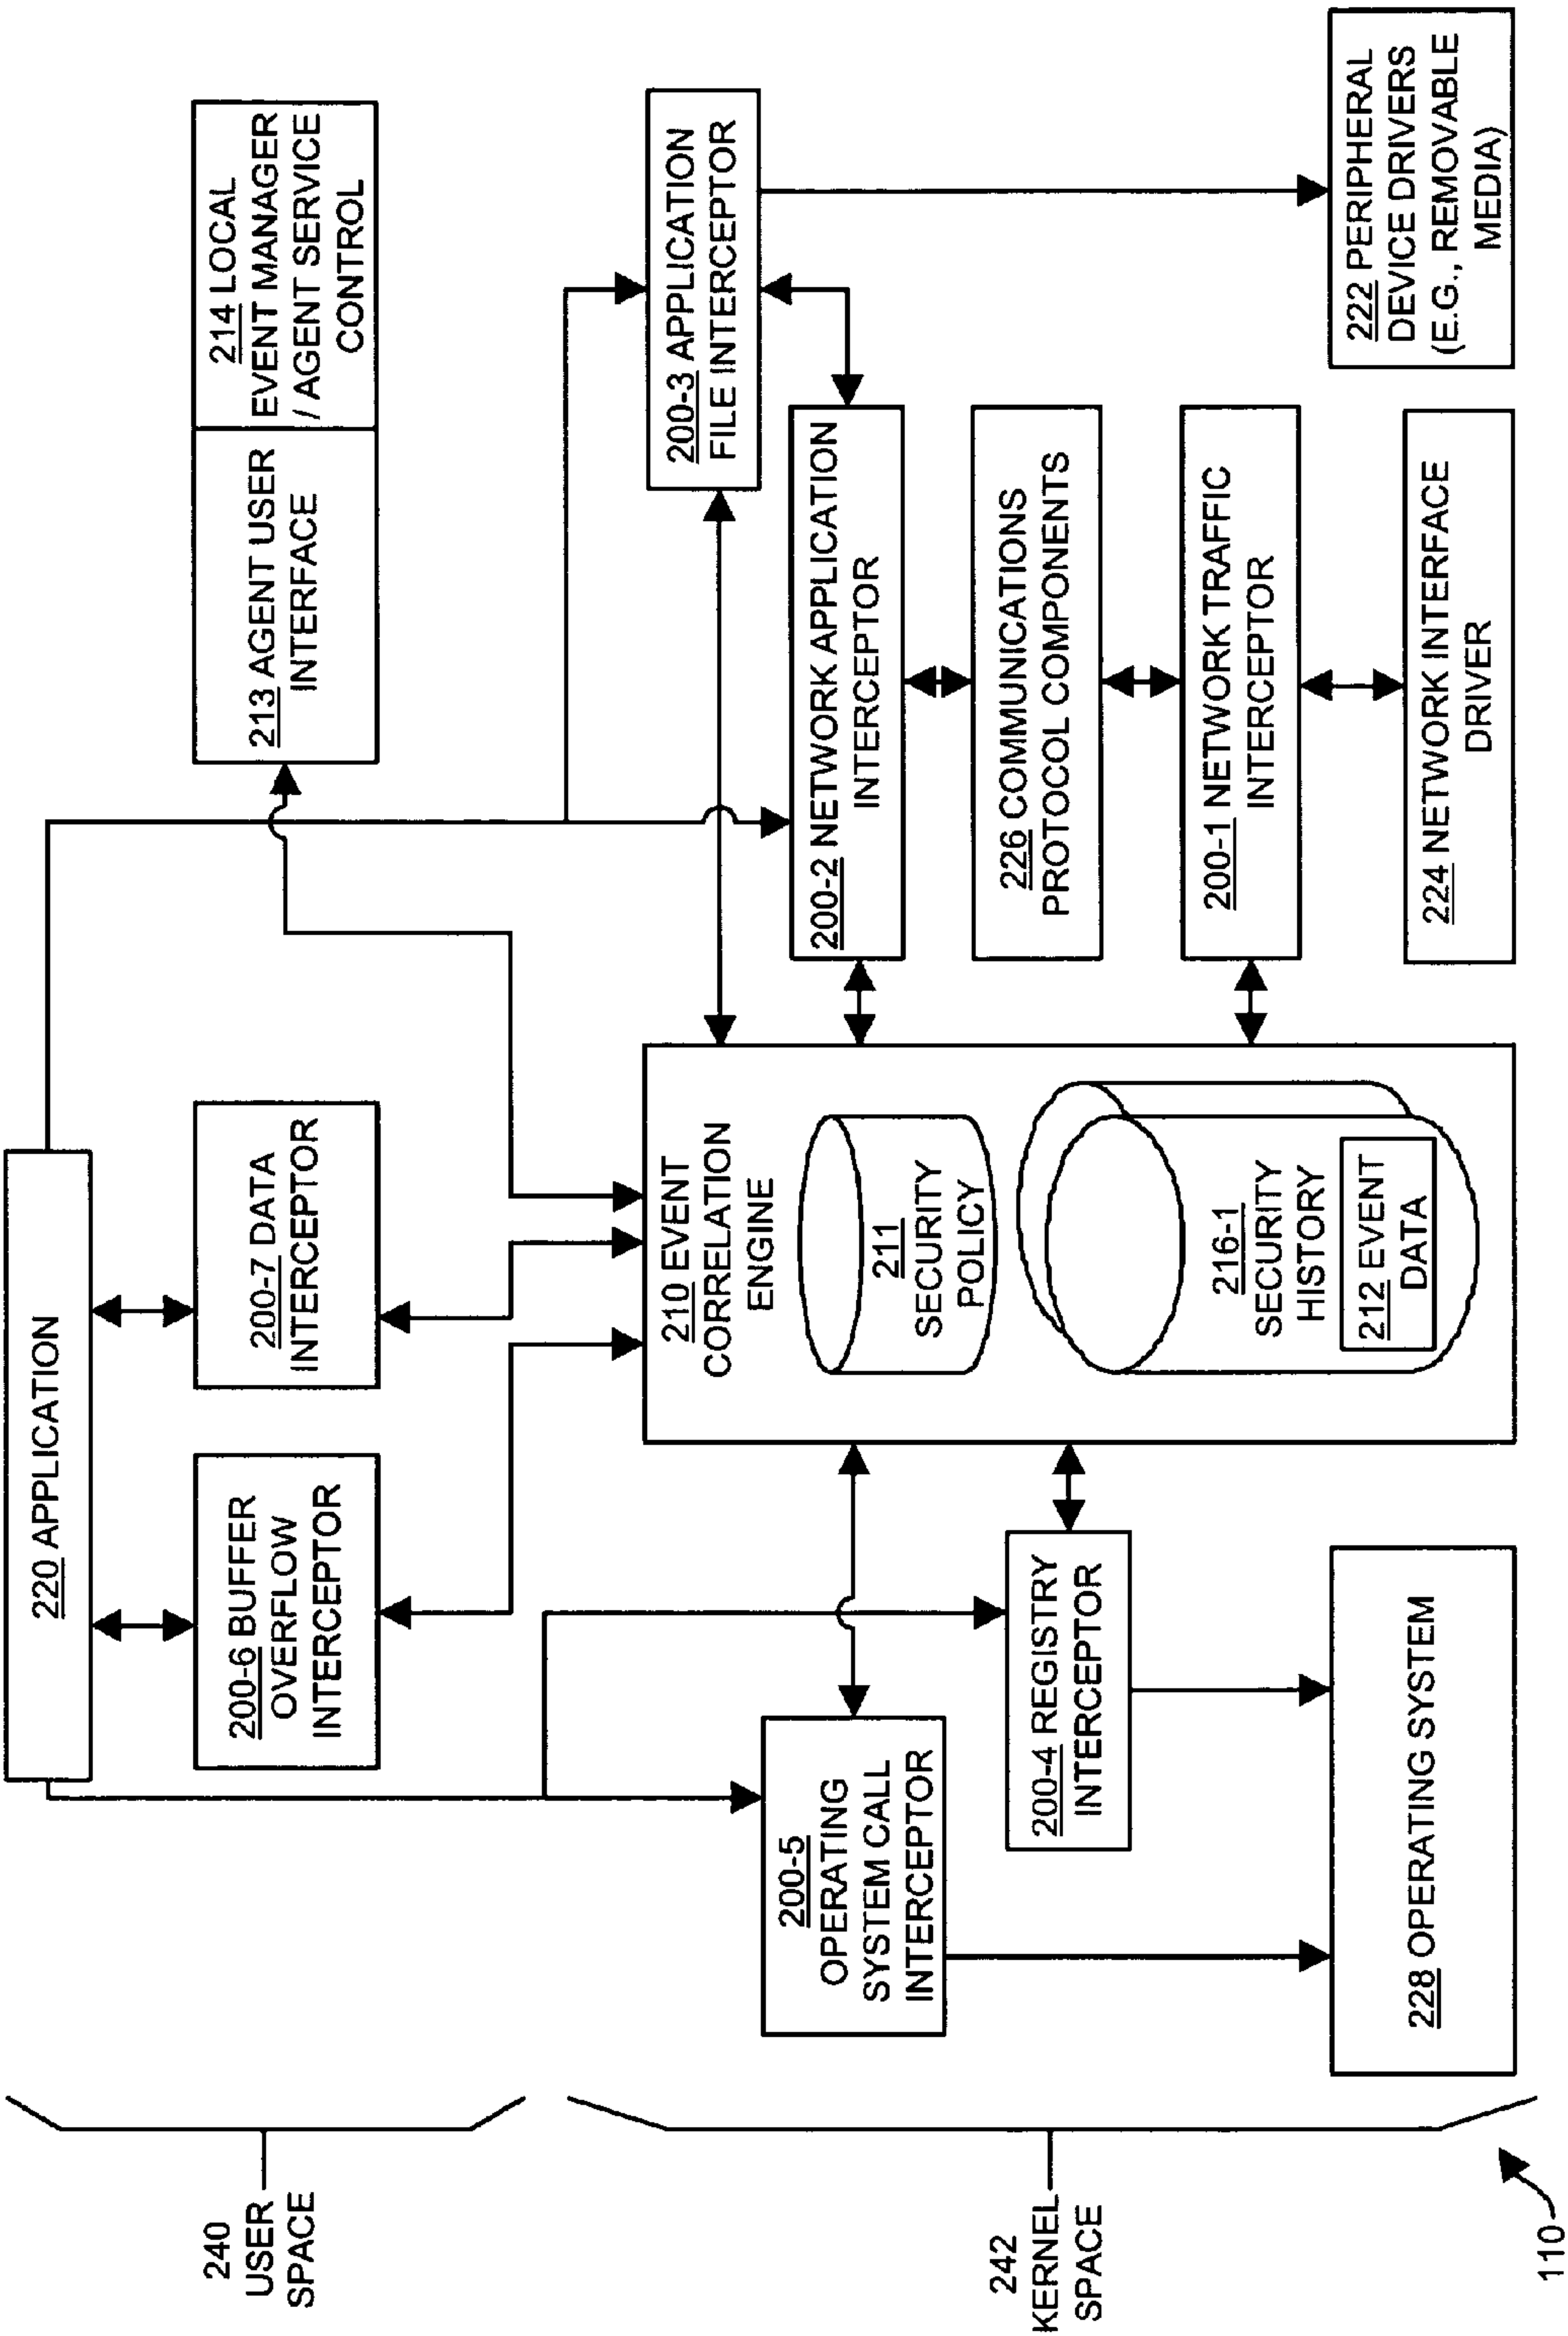 220 APPLICATION
240
USER
SPACE
200-6 BUFFER
OVERFLOW
INTERCEPTOR
200-7 DATA
INTERCEPTOR
213 AGENT USER
INTERFACE
214 LOCAL
EVENT MANAGER
/ AGENT SERVICE
CONTROL
242
KERNEL
SPACE
200-5
OPERATING
SYSTEM CALL
INTERCEPTOR
200-4 REGISTRY
INTERCEPTOR
228 OPERATING SYSTEM
210 EVENT
CORRELATION
ENGINE
211
SECURITY
POLICY
216-1
SECURITY
HISTORY
212 EVENT
DATA
200-3 APPLICATION
FILE INTERCEPTOR
200-2 NETWORK APPLICATION
INTERCEPTOR
226 COMMUNICATIONS
PROTOCOL COMPONENTS
200-1 NETWORK TRAFFIC
INTERCEPTOR
224 NETWORK INTERFACE
DRIVER
222 PERIPHERAL
DEVICE DRIVERS
(E.G., REMOVABLE
MEDIA)
110